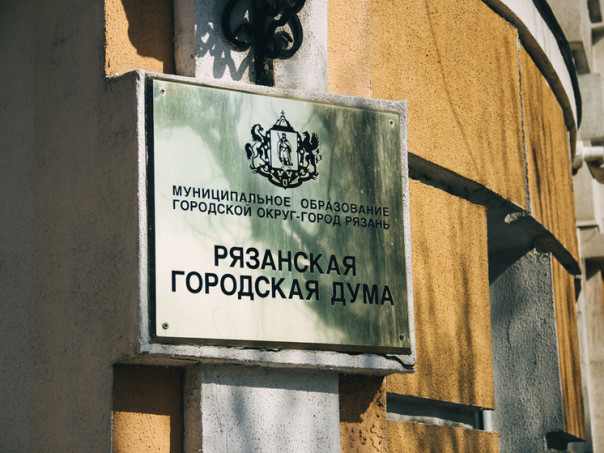 МУНИЦИПАЛЬНОЕ ОБРАЗОВАНИЕ
ГОРОДСКОЙ ОКРУГ-ГОРОД РЯЗАНЬ
РЯЗАНСКАЯ
ГОРОДСКАЯ ДУМА